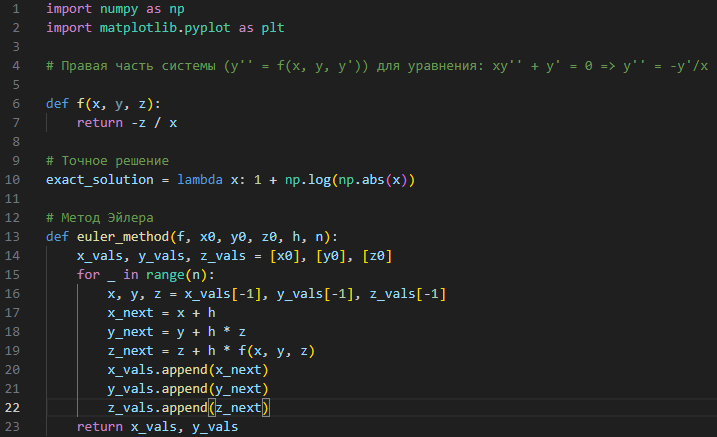 1 import numpy as np
2 import matplotlib.pyplot as plt
3
4 # Правая часть системы (y'' = f(x, y, y')) для уравнения: xy'' + y' = 0 => y'' = -y'/x
5
6 def f(x, y, z):
7     return -z / x
8
9 # Точное решение
10 exact_solution = lambda x: 1 + np.log(np.abs(x))
11
12 # Метод Эйлера
13 def euler_method(f, x0, y0, z0, h, n):
14     x_vals, y_vals, z_vals = [x0], [y0], [z0]
15     for _ in range(n):
16         x, y, z = x_vals[-1], y_vals[-1], z_vals[-1]
17         x_next = x + h
18         y_next = y + h * z
19         z_next = z + h * f(x, y, z)
20         x_vals.append(x_next)
21         y_vals.append(y_next)
22         z_vals.append(z_next)
23     return x_vals, y_vals